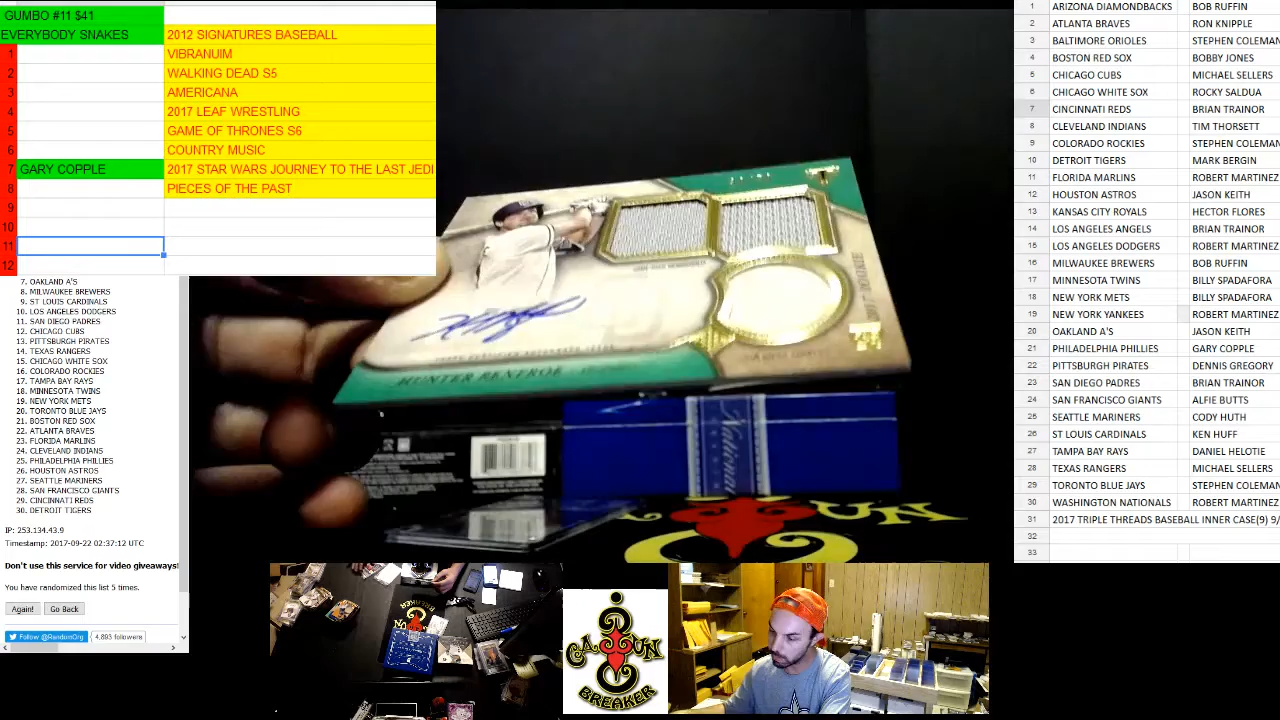 GUMBO #11 $41
EVERYBODY SNAKES 2012 SIGNATURES BASEBALL
1 VIBRANUIM
2 WALKING DEAD S5
3 AMERICANA
4 2017 LEAF WRESTLING
5 GAME OF THRONES S6
6 COUNTRY MUSIC
7 GARY COPPLE 2017 STAR WARS JOURNEY TO THE LAST JEDI
8 PIECES OF THE PAST
9
10
11
12
7. OAKLAND A'S
8. MILWAUKEE BREWERS
9. ST LOUIS CARDINALS
10. LOS ANGELES DODGERS
11. SAN DIEGO PADRES
12. CHICAGO CUBS
13. PITTSBURGH PIRATES
14. TEXAS RANGERS
15. CHICAGO WHITE SOX
16. COLORADO ROCKIES
17. TAMPA BAY RAYS
18. MINNESOTA TWINS
19. NEW YORK METS
20. TORONTO BLUE JAYS
21. BOSTON RED SOX
22. ATLANTA BRAVES
23. FLORIDA MARLINS
24. CLEVELAND INDIANS
25. PHILADELPHIA PHILLIES
26. HOUSTON ASTROS
27. SEATTLE MARINERS
28. SAN FRANCISCO GIANTS
29. CINCINNATI REDS
30. DETROIT TIGERS
IP: 253.134.43.9
Timestamp: 2017-09-22 02:37:12 UTC
Don't use this service for video giveaways!
You have randomized this list 5 times.
Again! Go Back
Follow @RandomOrg 4,893 followers
HUNTER RENFROE
National
CAJUN
BREAKER
1 ARIZONA DIAMONDBACKS BOB RUFFIN
2 ATLANTA BRAVES RON KNIPPLE
3 BALTIMORE ORIOLES STEPHEN COLEMAN
4 BOSTON RED SOX BOBBY JONES
5 CHICAGO CUBS MICHAEL SELLERS
6 CHICAGO WHITE SOX ROCKY SALDUA
7 CINCINNATI REDS BRIAN TRAINOR
8 CLEVELAND INDIANS TIM THORSETT
9 COLORADO ROCKIES STEPHEN COLEMAN
10 DETROIT TIGERS MARK BERGIN
11 FLORIDA MARLINS ROBERT MARTINEZ
12 HOUSTON ASTROS JASON KEITH
13 KANSAS CITY ROYALS HECTOR FLORES
14 LOS ANGELES ANGELS BRIAN TRAINOR
15 LOS ANGELES DODGERS ROBERT MARTINEZ
16 MILWAUKEE BREWERS BOB RUFFIN
17 MINNESOTA TWINS BILLY SPADAFORA
18 NEW YORK METS BILLY SPADAFORA
19 NEW YORK YANKEES ROBERT MARTINEZ
20 OAKLAND A'S JASON KEITH
21 PHILADELPHIA PHILLIES GARY COPPLE
22 PITTSBURGH PIRATES DENNIS GREGORY
23 SAN DIEGO PADRES BRIAN TRAINOR
24 SAN FRANCISCO GIANTS ALFIE BUTTS
25 SEATTLE MARINERS CODY HUTH
26 ST LOUIS CARDINALS KEN HUFF
27 TAMPA BAY RAYS DANIEL HELOTIE
28 TEXAS RANGERS MICHAEL SELLERS
29 TORONTO BLUE JAYS STEPHEN COLEMAN
30 WASHINGTON NATIONALS ROBERT MARTINEZ
31 2017 TRIPLE THREADS BASEBALL INNER CASE(9) 9/
32
33